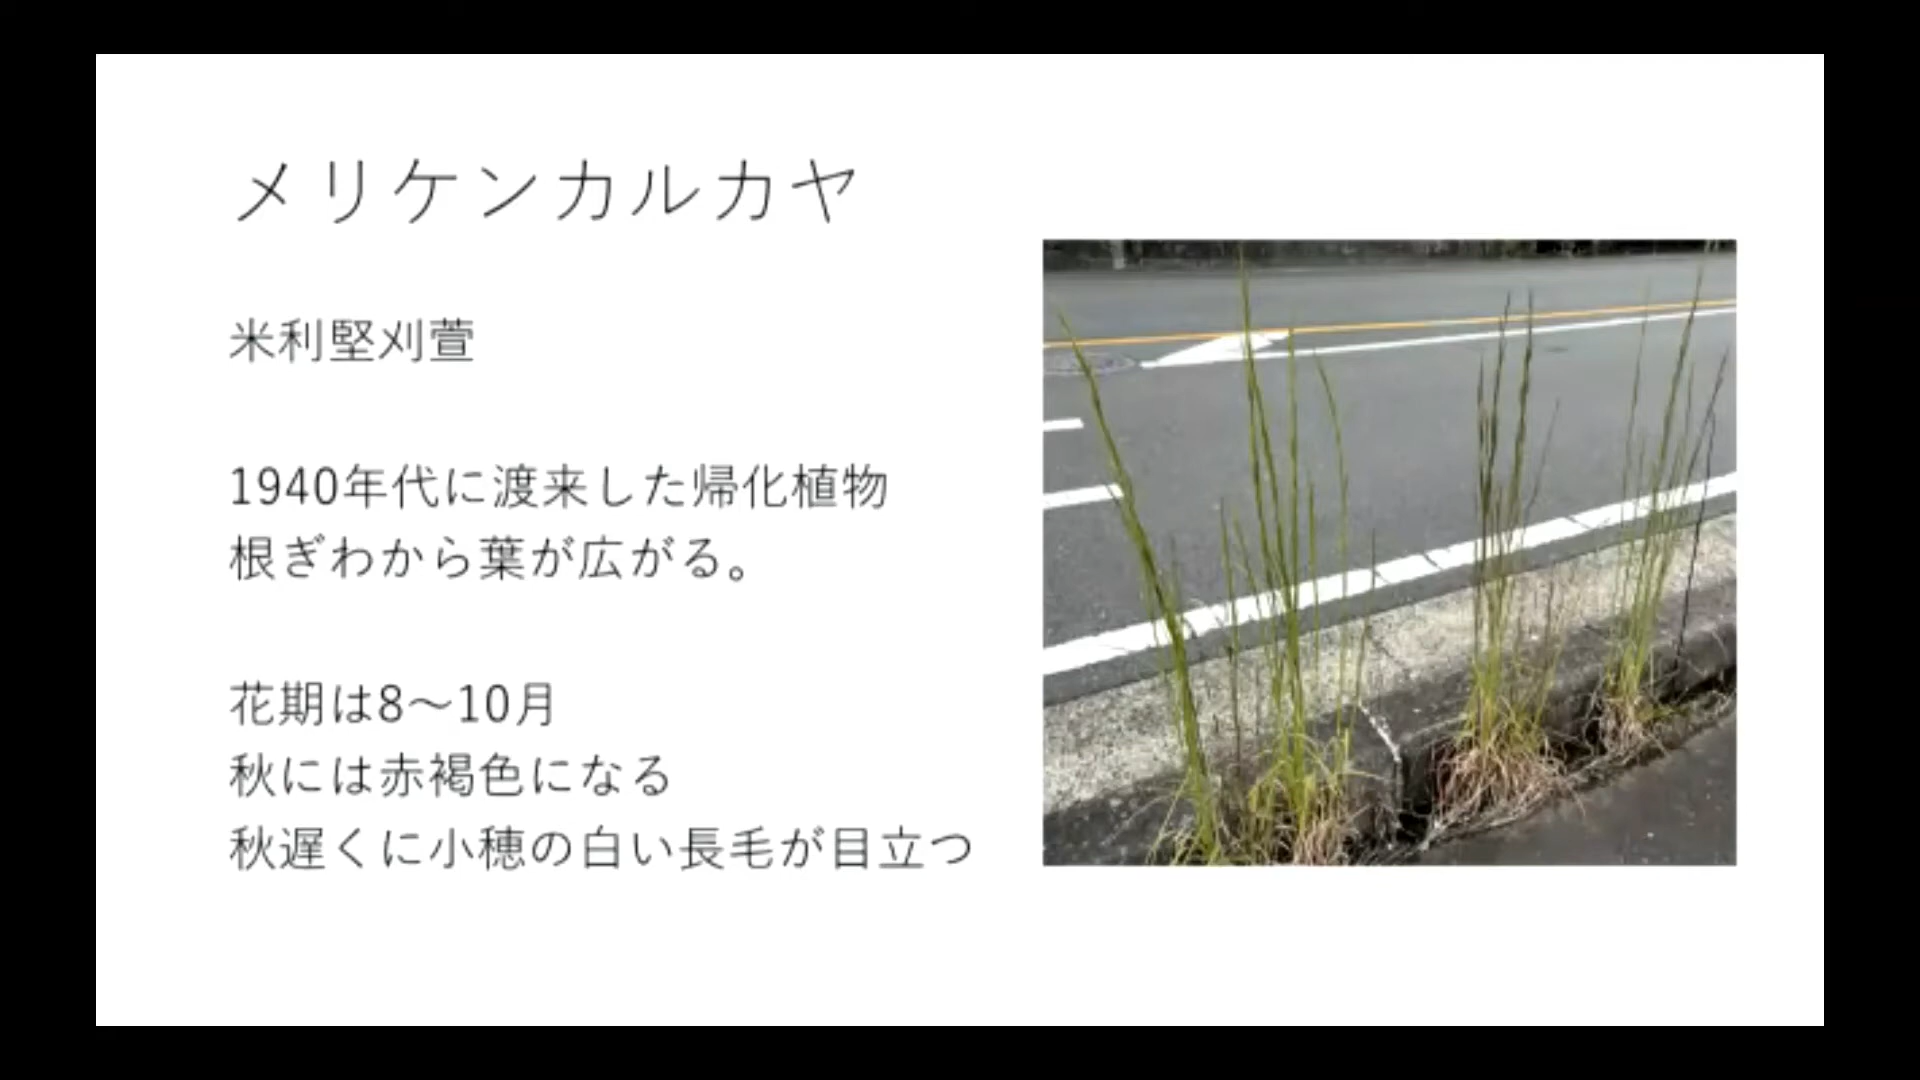 メリケンカルカヤ
米利堅刈萱
1940年代に渡来した帰化植物
根ぎわから葉が広がる。
花期は8～10月
秋には赤褐色になる
秋遅くに小穂の白い長毛が目立つ